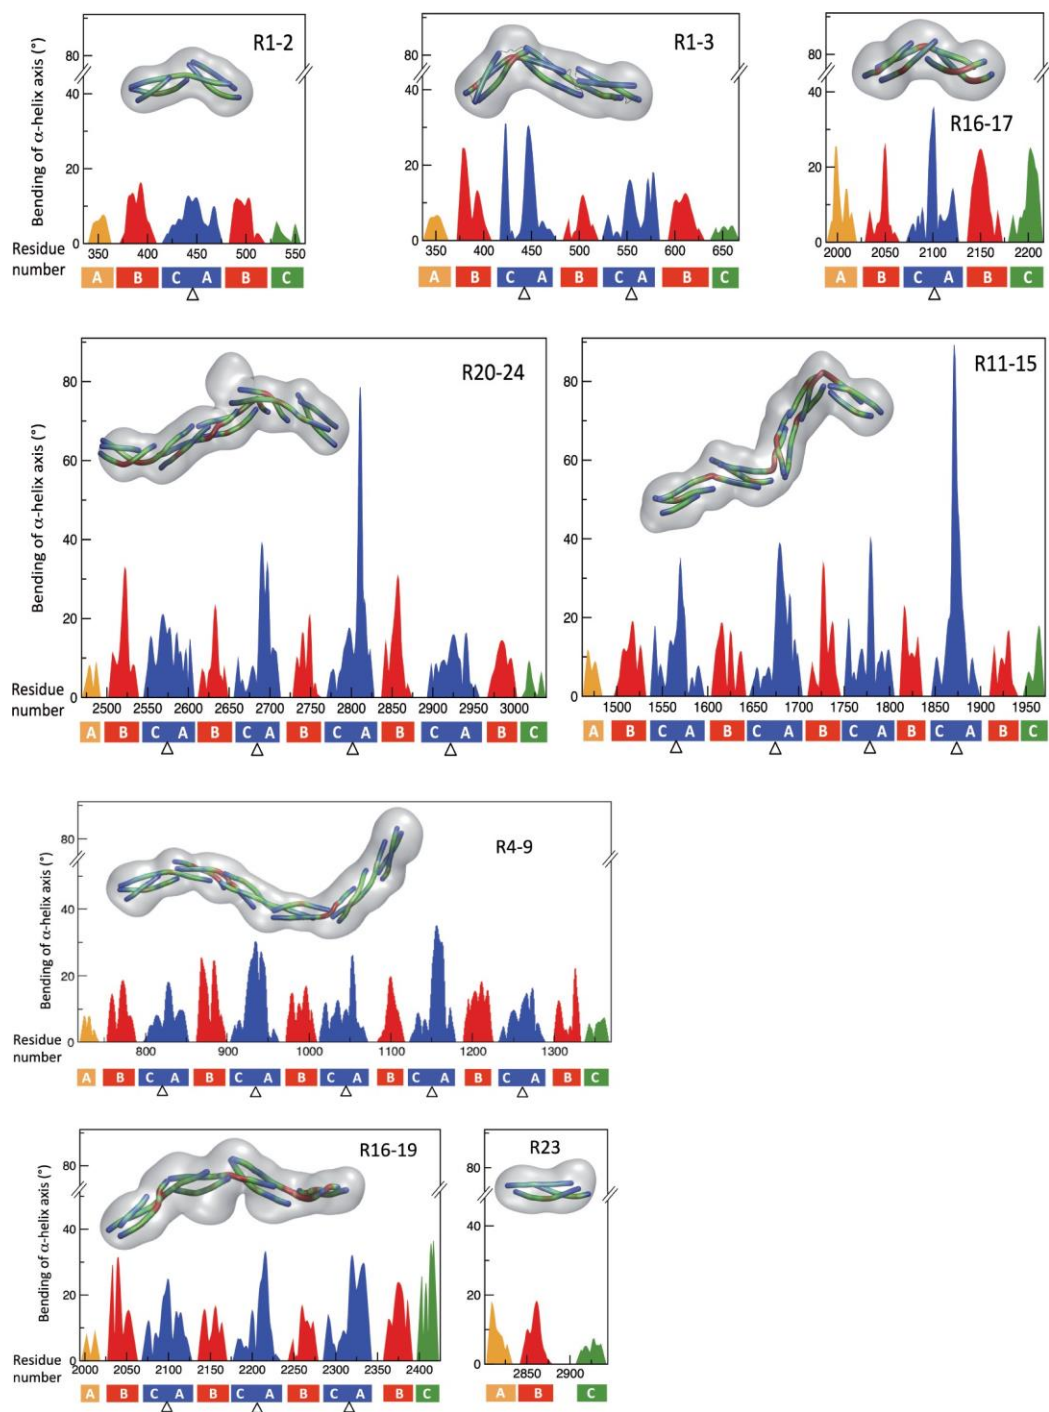 Bending of α-helix axis (°)
R1-2
80
40
20
0
Residue number
350 400 450 500 550
A B C A B C
R1-3
80
40
20
0
350 400 450 500 550 600 650
A B C A B C A B C
R16-17
80
40
20
0
2000 2050 2100 2150 2200
A B C A B C
Bending of α-helix axis (°)
R20-24
80
60
40
20
0
Residue number
2500 2550 2600 2650 2700 2750 2800 2850 2900 2950 3000
A B C A B C A B C A B C A B C
R11-15
80
60
40
20
0
1500 1550 1600 1650 1700 1750 1800 1850 1900 1950
A B C A B C A B C A B C A B C
Bending of α-helix axis (°)
R4-9
80
40
20
0
Residue number
800 900 1000 1100 1200 1300
A B C A B C A B C A B C A B C A B C
Bending of α-helix axis (°)
R16-19
80
40
20
0
Residue number
2000 2050 2100 2150 2200 2250 2300 2350 2400
A B C A B C A B C A B C
R23
80
40
20
0
2850 2900
A B C